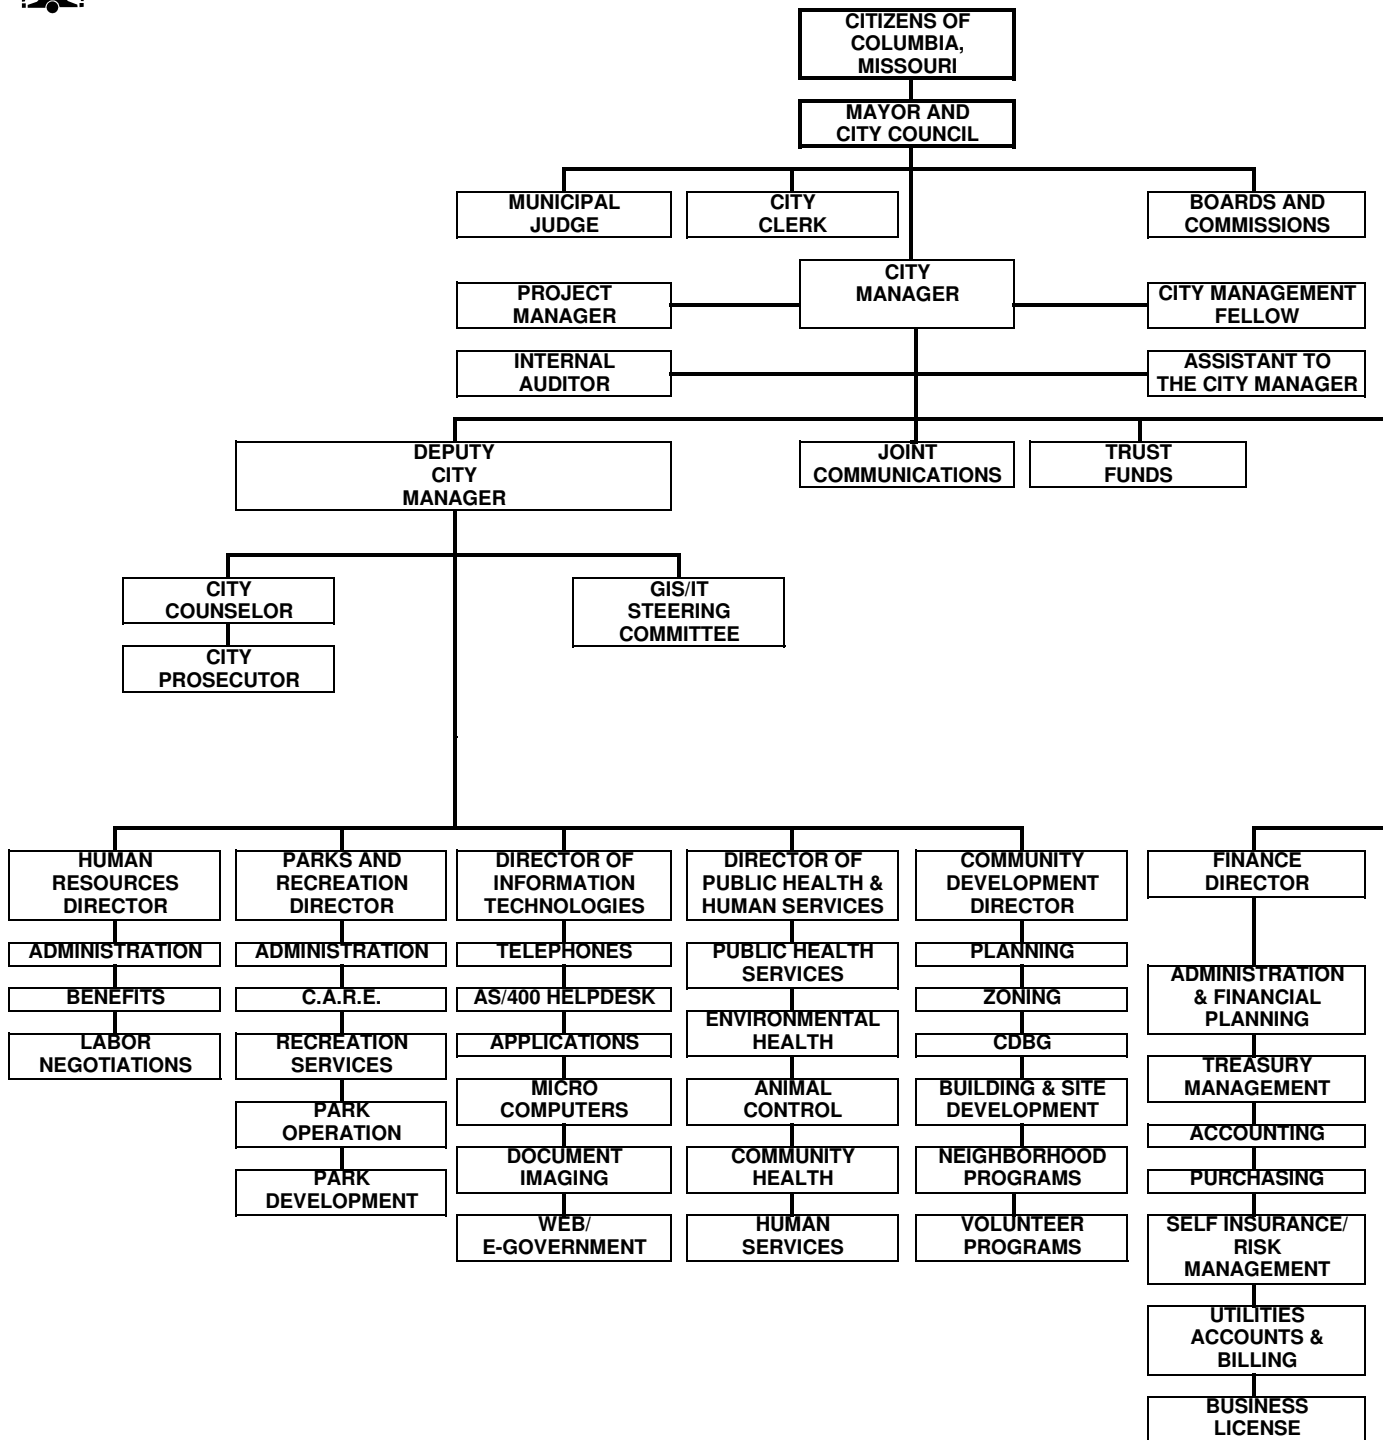 CITIZENS OF
COLUMBIA,
MISSOURI
MAYOR AND
CITY COUNCIL
MUNICIPAL
JUDGE
CITY
CLERK
BOARDS AND
COMMISSIONS
CITY
MANAGER
PROJECT
MANAGER
CITY MANAGEMENT
FELLOW
INTERNAL
AUDITOR
ASSISTANT TO
THE CITY MANAGER
DEPUTY
CITY
MANAGER
JOINT
COMMUNICATIONS
TRUST
FUNDS
CITY
COUNSELOR
GIS/IT
STEERING
COMMITTEE
CITY
PROSECUTOR
HUMAN
RESOURCES
DIRECTOR
ADMINISTRATION
BENEFITS
LABOR
NEGOTIATIONS
PARKS AND
RECREATION
DIRECTOR
ADMINISTRATION
C.A.R.E.
RECREATION
SERVICES
PARK
OPERATION
PARK
DEVELOPMENT
DIRECTOR OF
INFORMATION
TECHNOLOGIES
TELEPHONES
AS/400 HELPDESK
APPLICATIONS
MICRO
COMPUTERS
DOCUMENT
IMAGING
WEB/
E-GOVERNMENT
DIRECTOR OF
PUBLIC HEALTH &
HUMAN SERVICES
PUBLIC HEALTH
SERVICES
ENVIRONMENTAL
HEALTH
ANIMAL
CONTROL
COMMUNITY
HEALTH
HUMAN
SERVICES
COMMUNITY
DEVELOPMENT
DIRECTOR
PLANNING
ZONING
CDBG
BUILDING & SITE
DEVELOPMENT
NEIGHBORHOOD
PROGRAMS
VOLUNTEER
PROGRAMS
FINANCE
DIRECTOR
ADMINISTRATION
& FINANCIAL
PLANNING
TREASURY
MANAGEMENT
ACCOUNTING
PURCHASING
SELF INSURANCE/
RISK
MANAGEMENT
UTILITIES
ACCOUNTS &
BILLING
BUSINESS
LICENSE